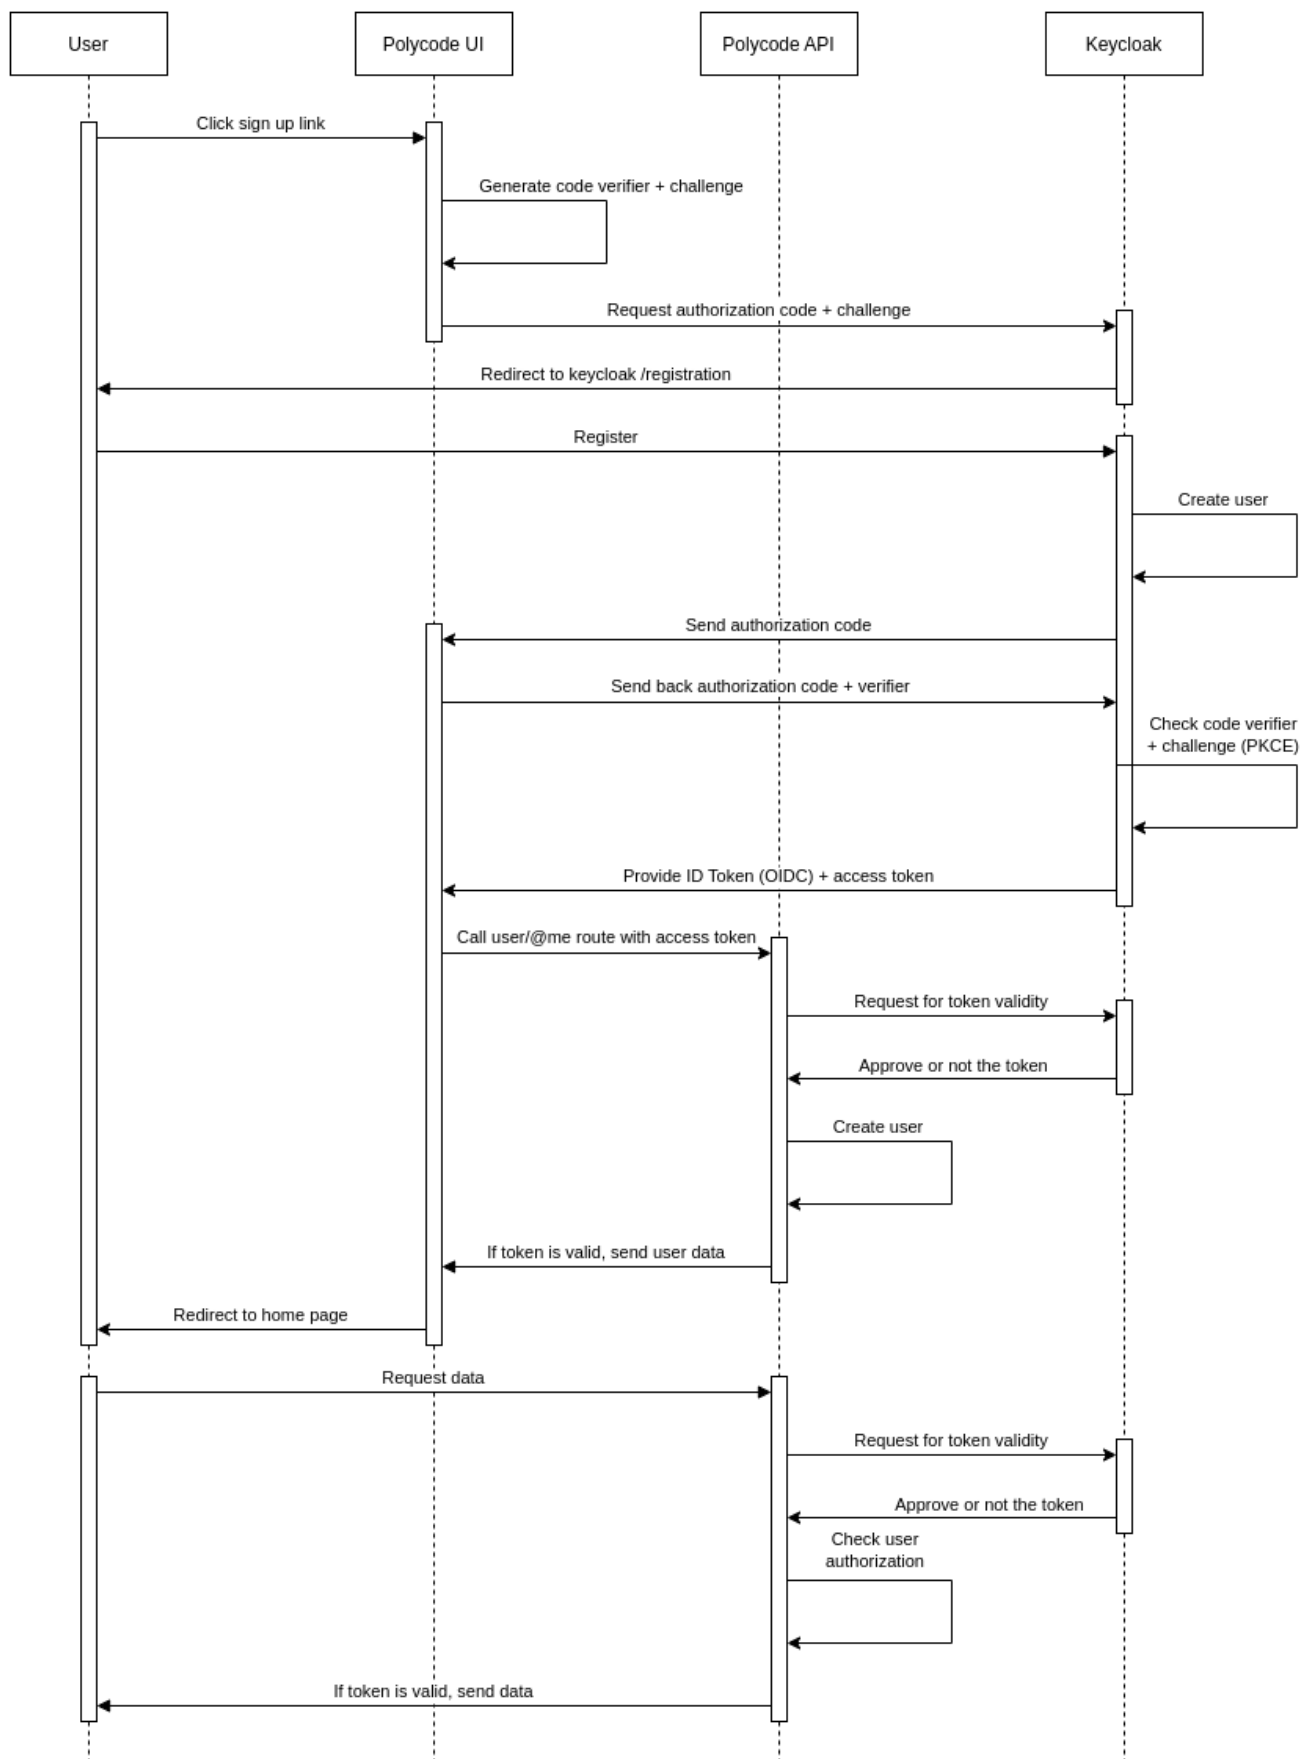 User
Polycode UI
Polycode API
Keycloak
Click sign up link
Generate code verifier + challenge
Request authorization code + challenge
Redirect to keycloak /registration
Register
Create user
Send authorization code
Send back authorization code + verifier
Check code verifier
+ challenge (PKCE)
Provide ID Token (OIDC) + access token
Call user/@me route with access token
Request for token validity
Approve or not the token
Create user
If token is valid, send user data
Redirect to home page
Request data
Request for token validity
Approve or not the token
Check user
authorization
If token is valid, send data